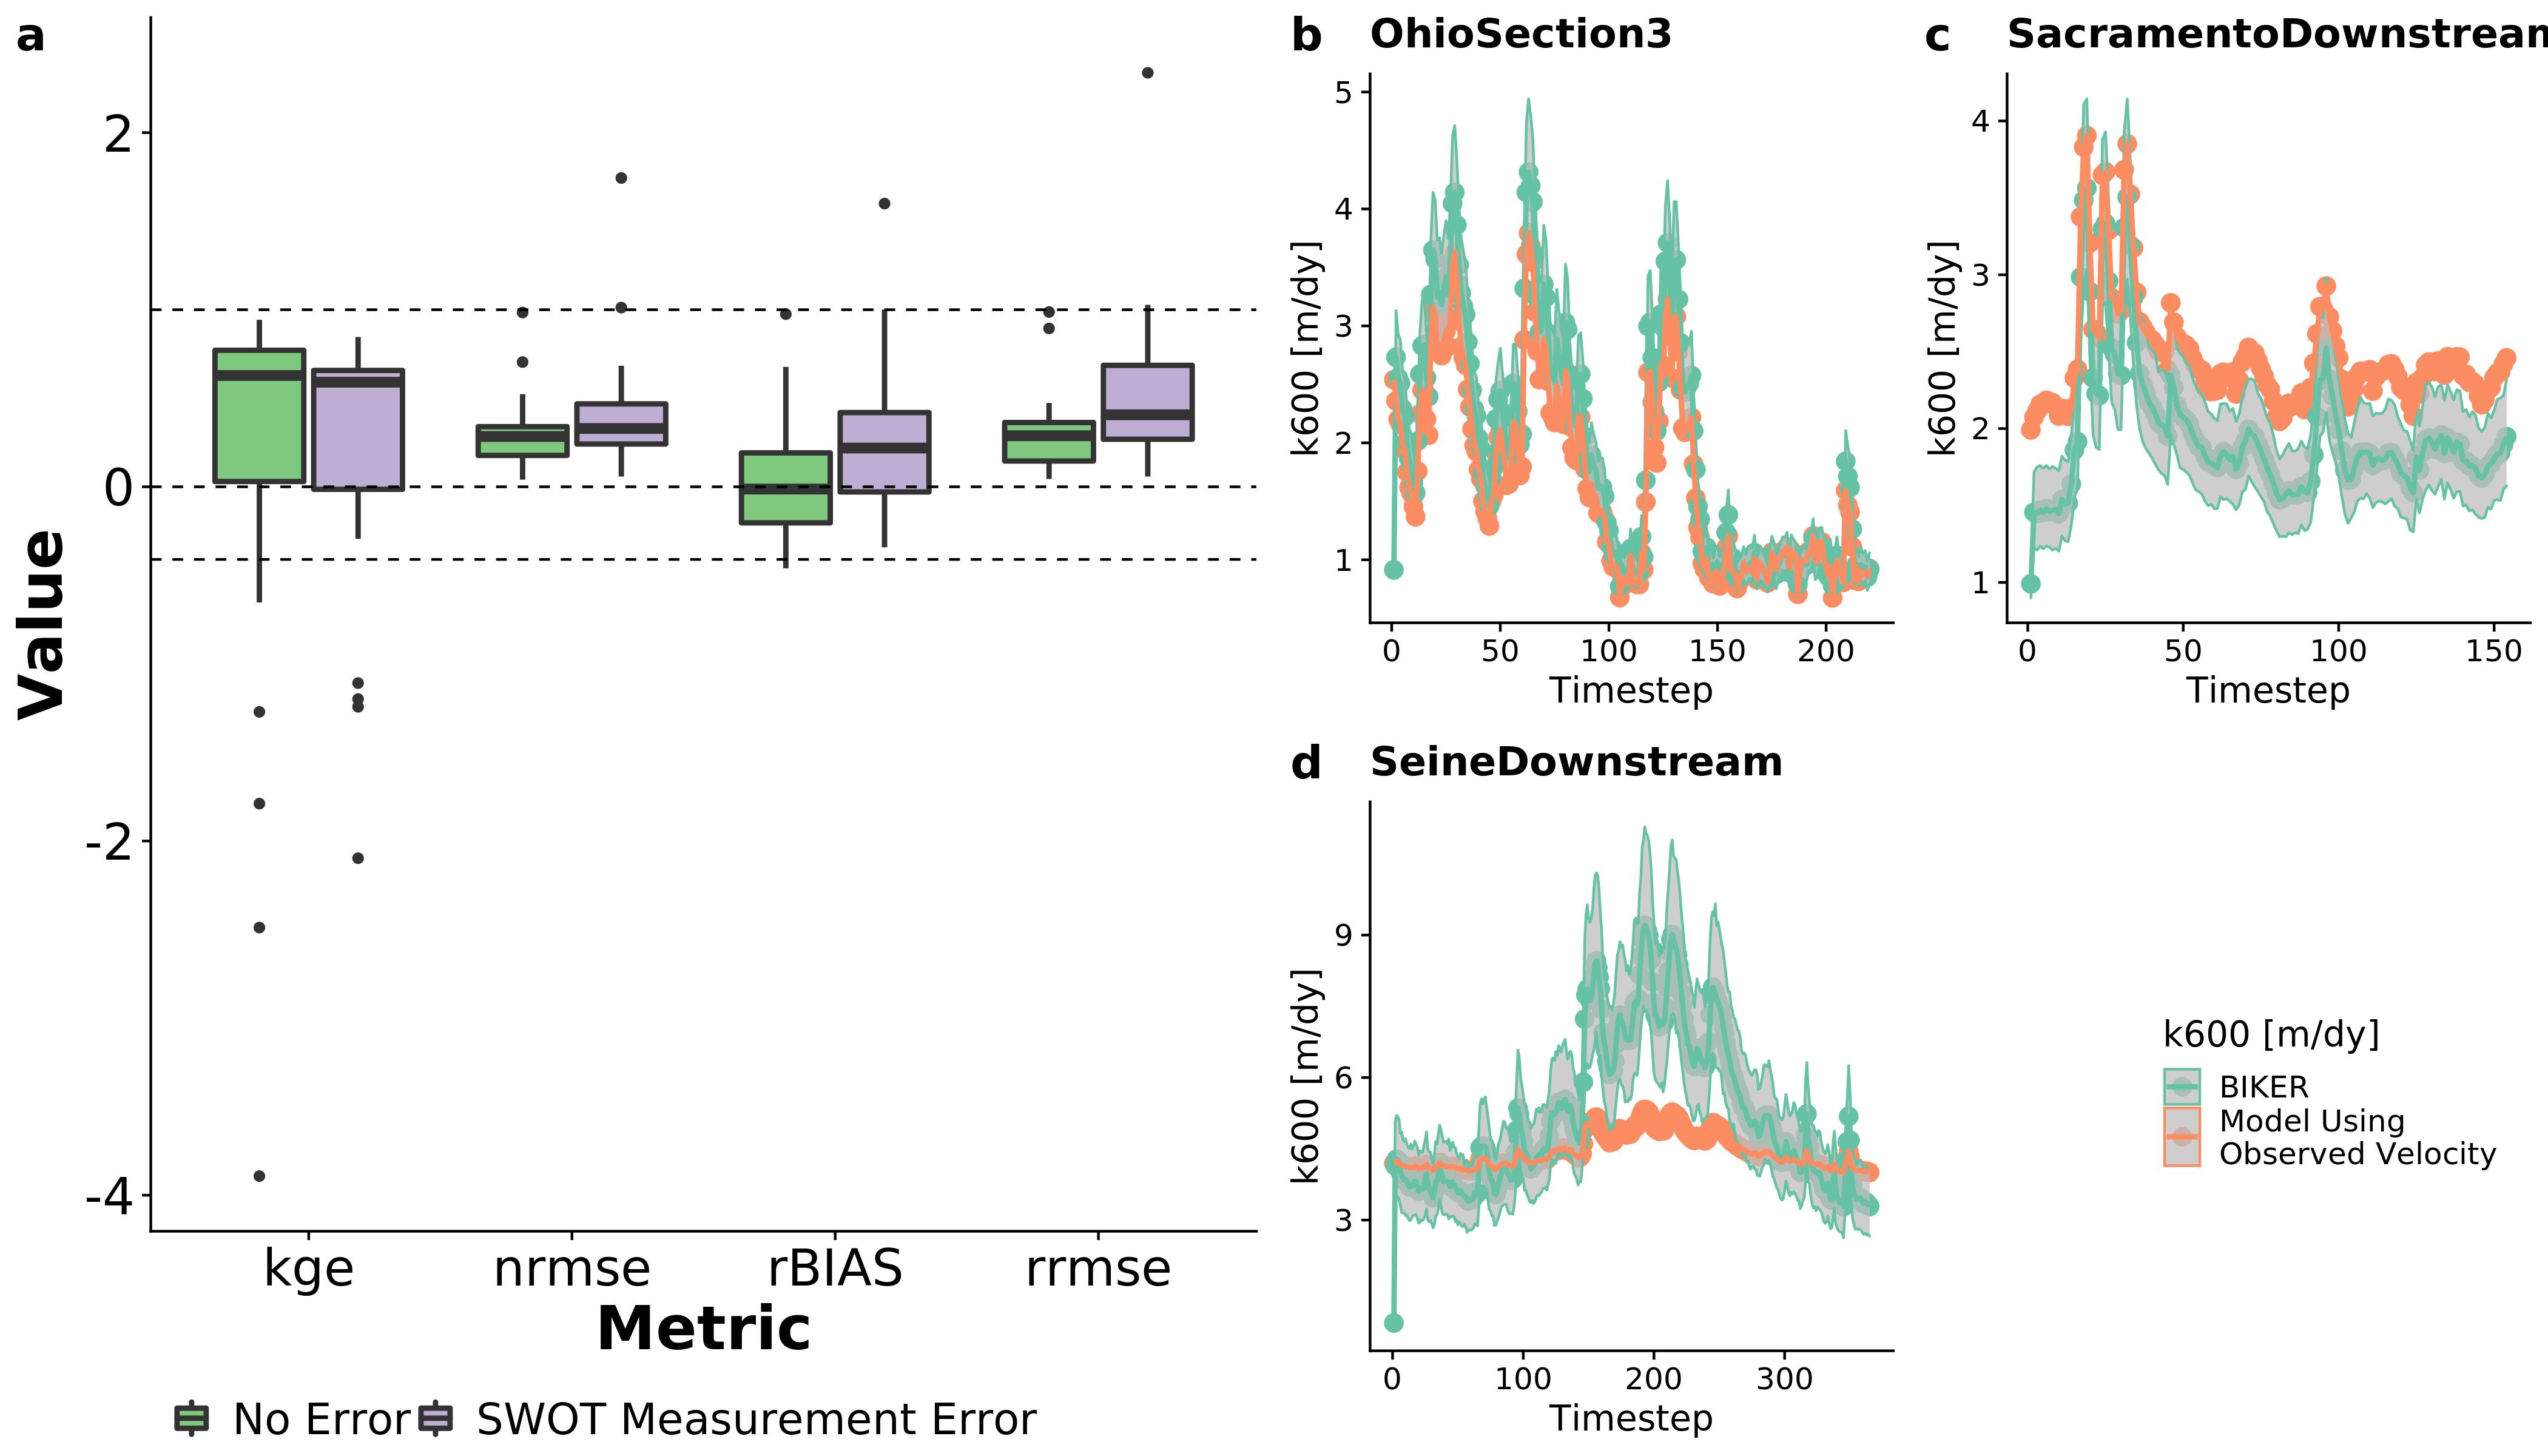 a
Value
2
0
-2
-4
kge nrmse rBIAS rrmse
Metric
No Error SWOT Measurement Error
b OhioSection3
k600 [m/dy]
5
4
3
2
1
0 50 100 150 200
Timestep
c SacramentoDownstream
k600 [m/dy]
4
3
2
1
0 50 100 150
Timestep
d SeineDownstream
k600 [m/dy]
9
6
3
0 100 200 300
Timestep
k600 [m/dy]
BIKER
Model Using
Observed Velocity